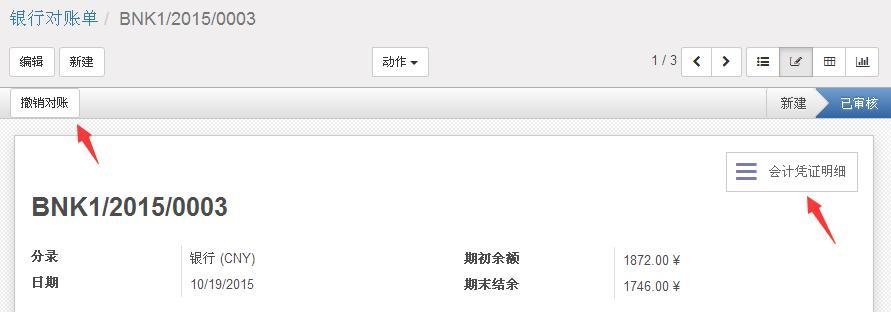 银行对账单 / BNK1/2015/0003
编辑 新建 动作 1 / 3
撤销对账 新建 已审核
会计凭证明细
BNK1/2015/0003
分录 银行 (CNY) 期初余额 1872.00 ¥
日期 10/19/2015 期末结余 1746.00 ¥